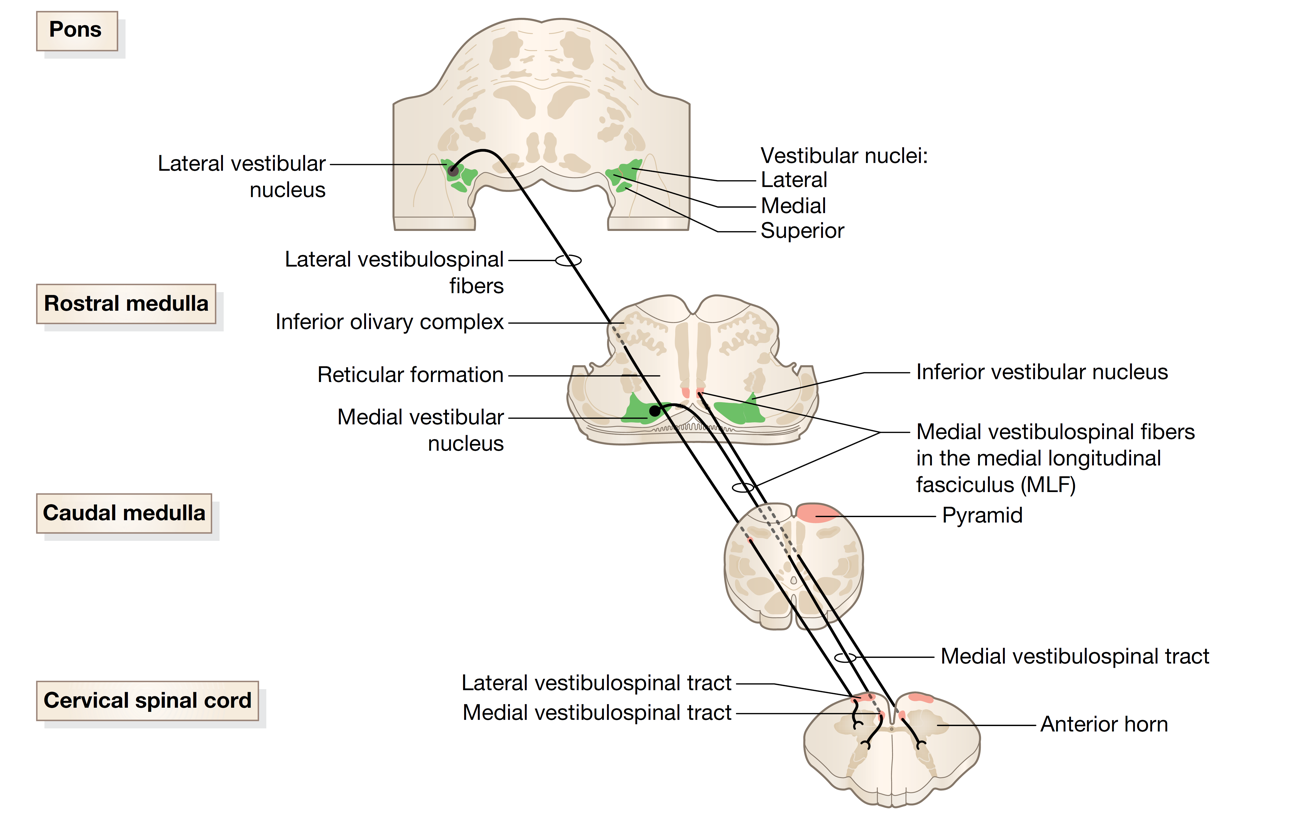 Pons
Lateral vestibular
nucleus
Vestibular nuclei:
Lateral
Medial
Superior
Lateral vestibulospinal
fibers
Rostral medulla
Inferior olivary complex
Reticular formation
Inferior vestibular nucleus
Medial vestibular
nucleus
Medial vestibulospinal fibers
in the medial longitudinal
fasciculus (MLF)
Caudal medulla
Pyramid
Medial vestibulospinal tract
Cervical spinal cord
Lateral vestibulospinal tract
Medial vestibulospinal tract
Anterior horn